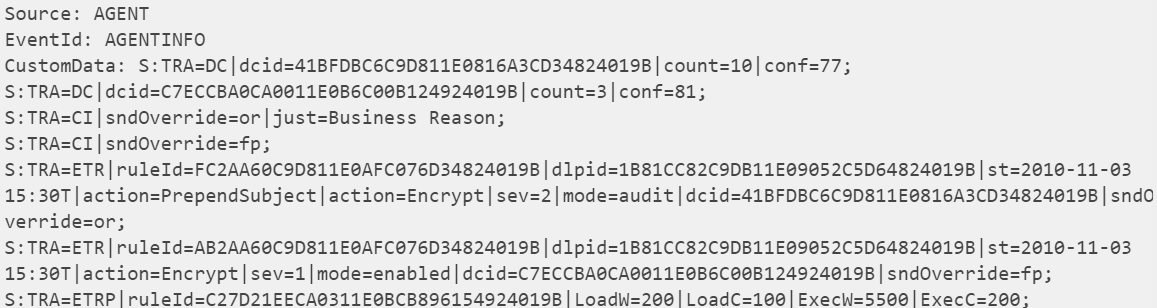 Source: AGENT
EventId: AGENTINFO
CustomData: S:TRA=DC|dcid=41BFDBC6C9D811E0816A3CD34824019B|count=10|conf=77;
S:TRA=DC|dcid=C7ECCBA0CA0011E0B6C00B124924019B|count=3|conf=81;
S:TRA=CI|sndOverride=or|just=Business Reason;
S:TRA=CI|sndOverride=fp;
S:TRA=ETR|ruleId=FC2AA60C9D811E0AFC076D34824019B|dlpid=1B81CC82C9DB11E09052C5D64824019B|st=2010-11-03
15:30T|action=PrependSubject|action=Encrypt|sev=2|mode=audit|dcid=41BFDBC6C9D811E0816A3CD34824019B|sndO
verride=or;
S:TRA=ETR|ruleId=AB2AA60C9D811E0AFC076D34824019B|dlpid=1B81CC82C9DB11E09052C5D64824019B|st=2010-11-03
15:30T|action=Encrypt|sev=1|mode=enabled|dcid=C7ECCBA0CA0011E0B6C00B124924019B|sndOverride=fp;
S:TRA=ETRP|ruleId=C27D21EECA0311E0BCB896154924019B|LoadW=200|LoadC=100|ExecW=5500|ExecC=200;